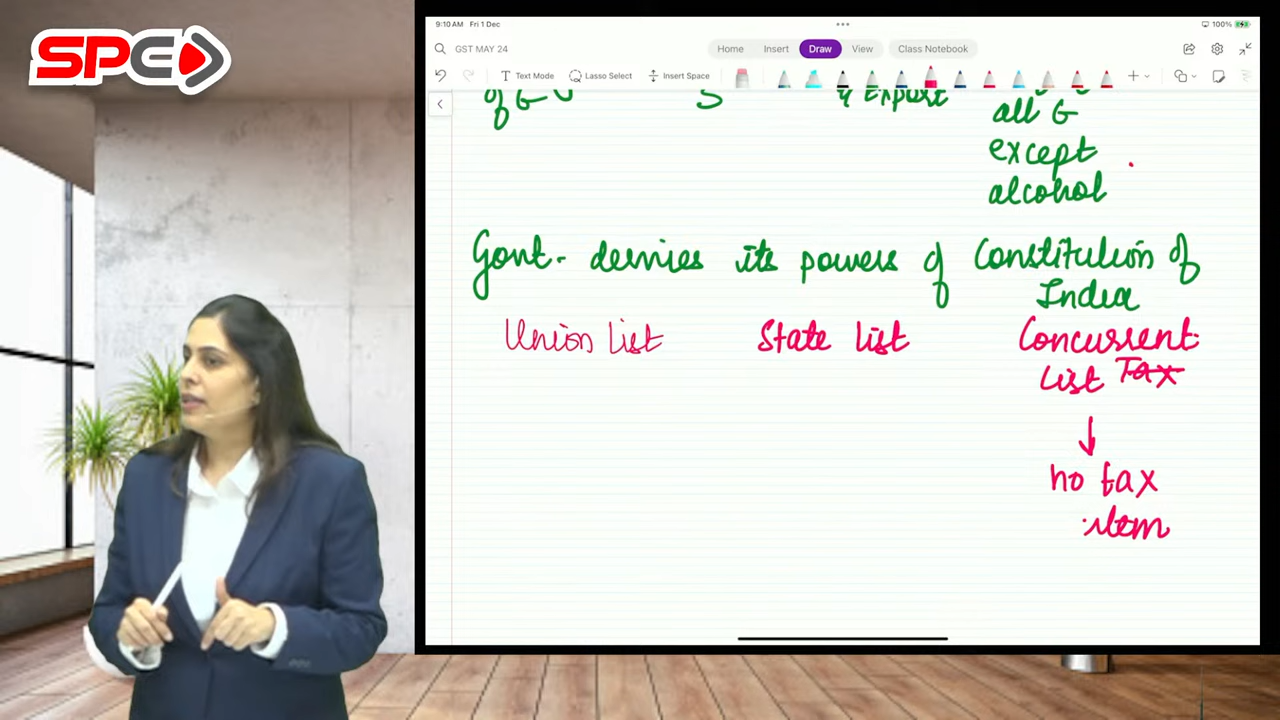 SPED
9:10 AM Fri 1 Dec
100%
GST MAY 24
Home Insert Draw View Class Notebook
Text Mode Lasso Select Insert Space
of G S & Export
all G
except
alcohol
Govt. derives its powers of Constitution of
India
Union list State list Concurrent
list Tax
no tax
item